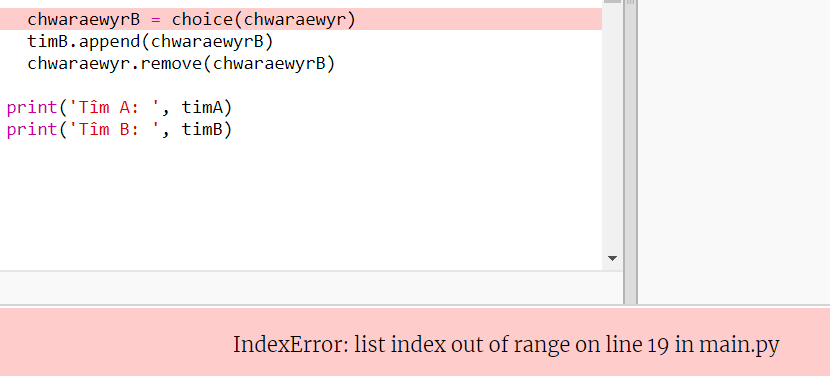 chwaraewyrB = choice(chwaraewyr)
timB.append(chwaraewyrB)
chwaraewyr.remove(chwaraewyrB)
print('Tîm A: ', timA)
print('Tîm B: ', timB)
IndexError: list index out of range on line 19 in main.py